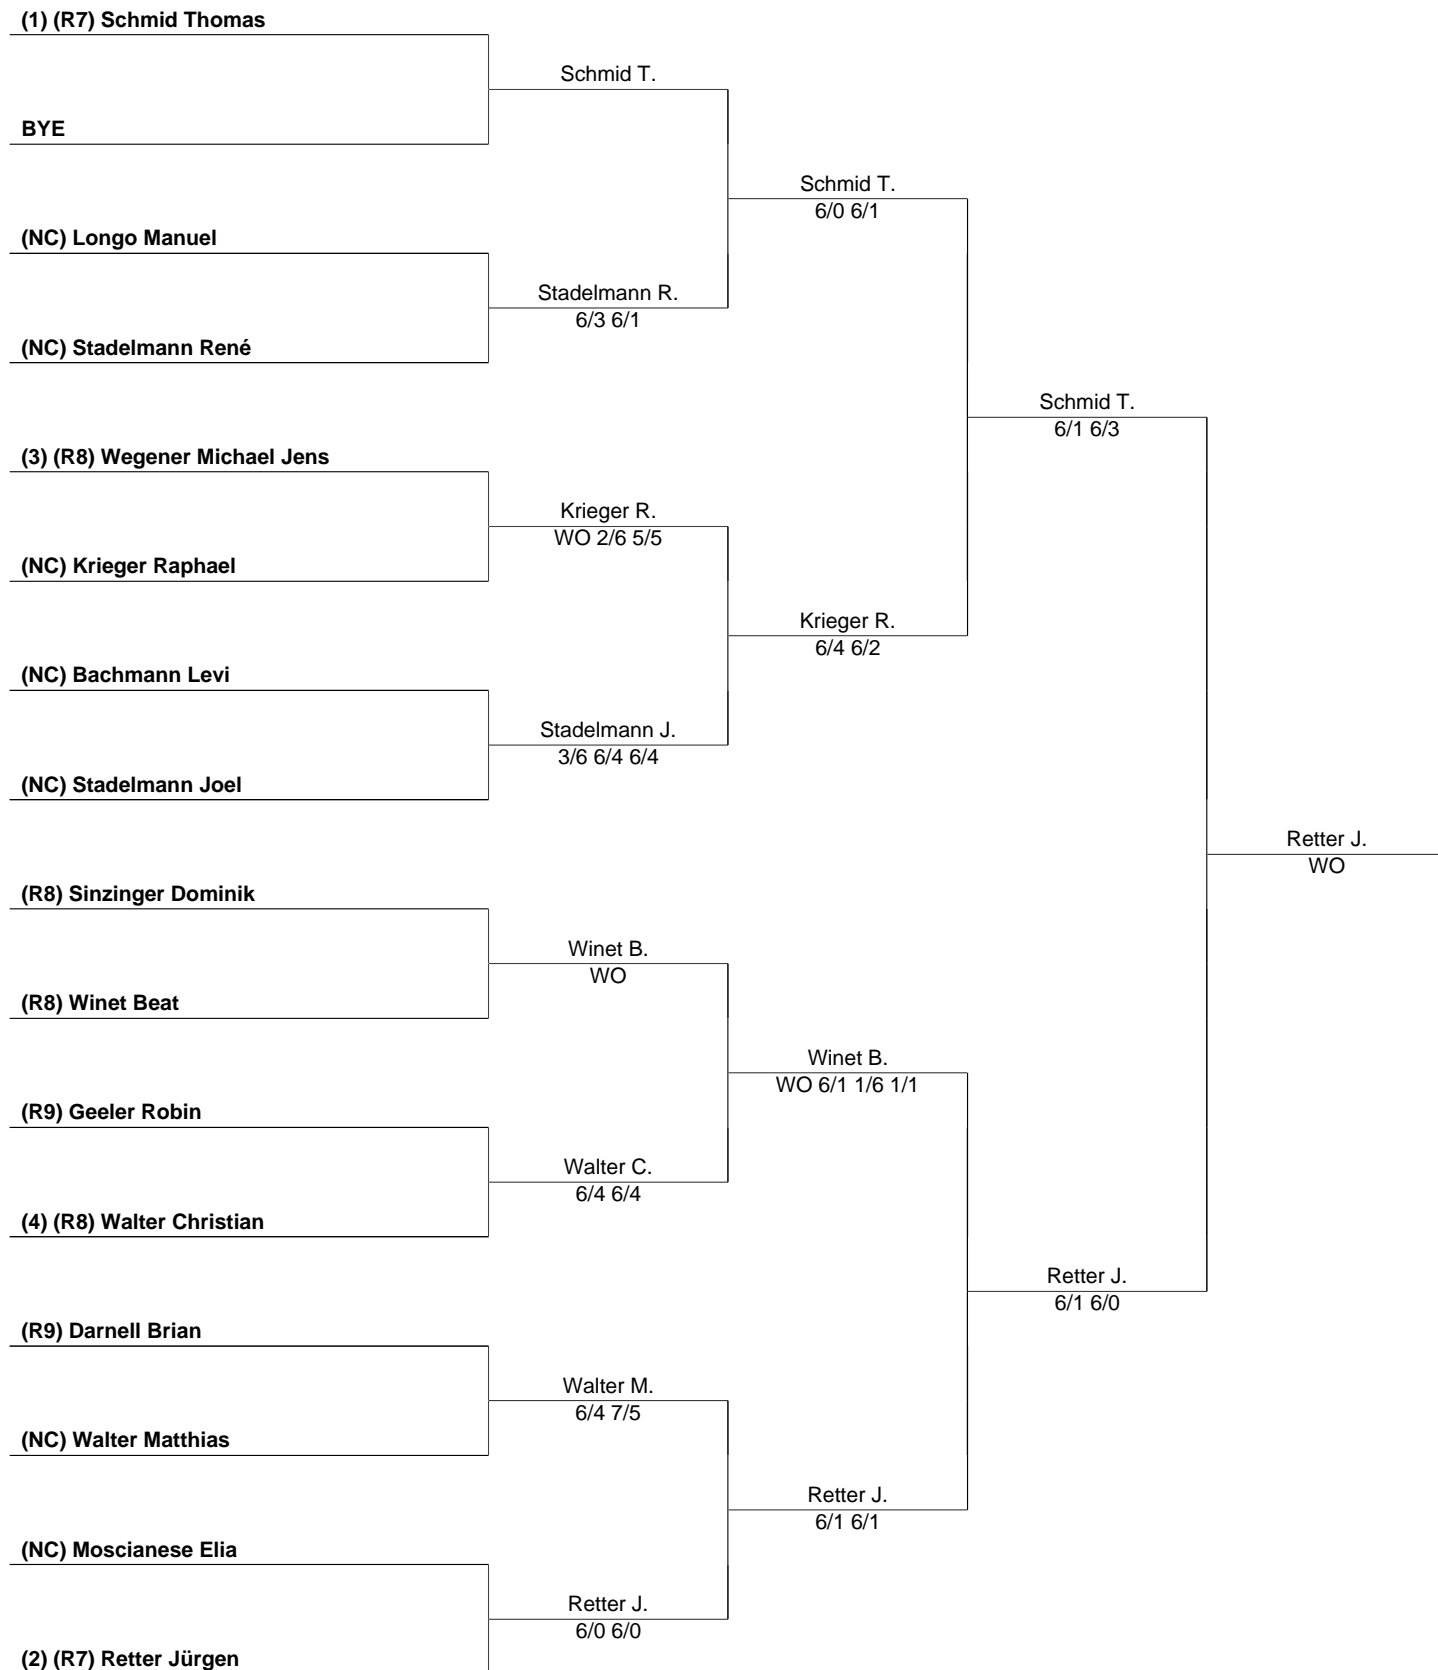 (1) (R7) Schmid Thomas
Schmid T.
BYE
Schmid T.
6/0 6/1
(NC) Longo Manuel
Stadelmann R.
6/3 6/1
(NC) Stadelmann René
Schmid T.
6/1 6/3
(3) (R8) Wegener Michael Jens
Krieger R.
WO 2/6 5/5
(NC) Krieger Raphael
Krieger R.
6/4 6/2
(NC) Bachmann Levi
Stadelmann J.
3/6 6/4 6/4
(NC) Stadelmann Joel
Retter J.
WO
(R8) Sinzinger Dominik
Winet B.
WO
(R8) Winet Beat
Winet B.
WO 6/1 1/6 1/1
(R9) Geeler Robin
Walter C.
6/4 6/4
(4) (R8) Walter Christian
Retter J.
6/1 6/0
(R9) Darnell Brian
Walter M.
6/4 7/5
(NC) Walter Matthias
Retter J.
6/1 6/1
(NC) Moscianese Elia
Retter J.
6/0 6/0
(2) (R7) Retter Jürgen